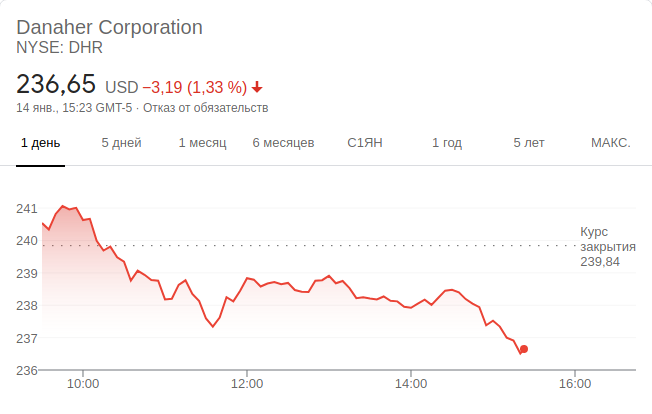 Danaher Corporation
NYSE: DHR
236,65 USD −3,19 (1,33 %)
14 янв., 15:23 GMT-5 · Отказ от обязательств
1 день 5 дней 1 месяц 6 месяцев С1ЯН 1 год 5 лет МАКС.
241
240
239
238
237
236
Курс
закрытия
239,84
10:00 12:00 14:00 16:00